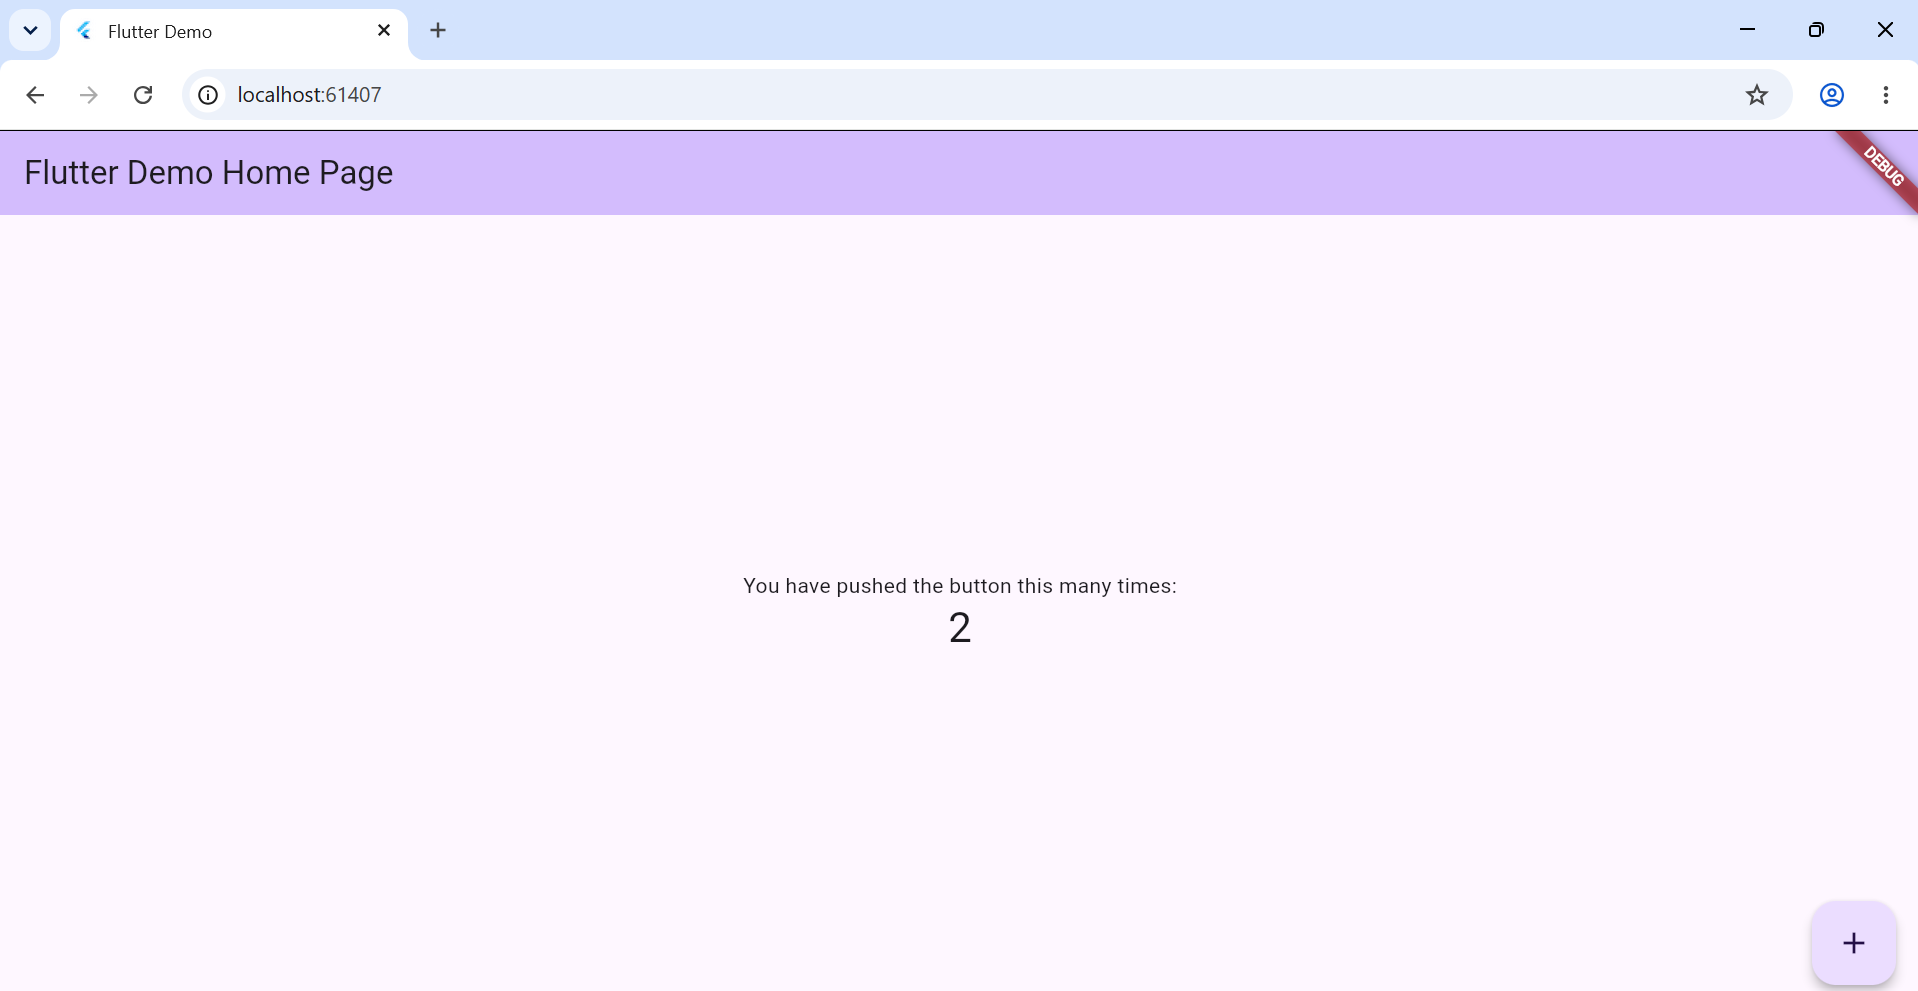 Flutter Demo
localhost:61407
Flutter Demo Home Page
DEBUG
You have pushed the button this many times:
2